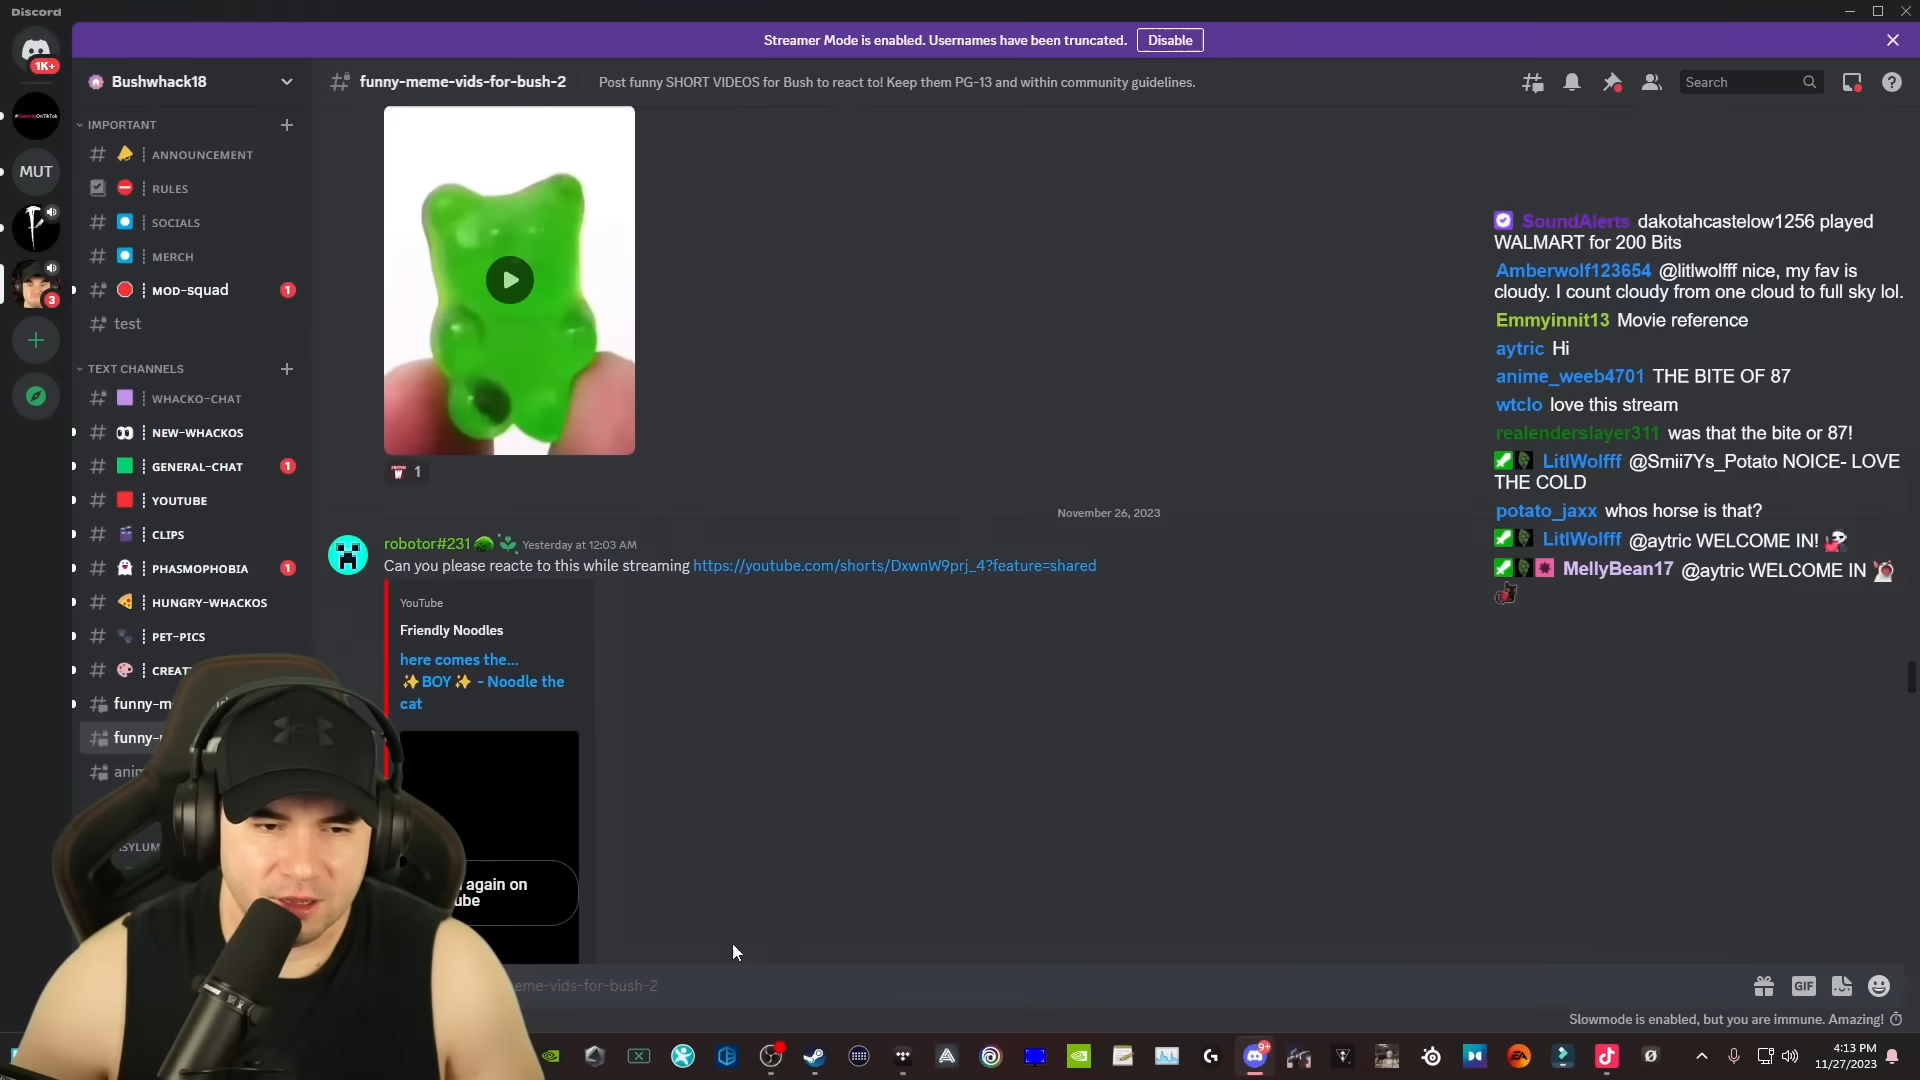 Discord
Streamer Mode is enabled. Usernames have been truncated. Disable
1K+
Bushwhack18
funny-meme-vids-for-bush-2
Post funny SHORT VIDEOS for Bush to react to! Keep them PG-13 and within community guidelines.
Search
IMPORTANT
ANNOUNCEMENT
MUT
RULES
SOCIALS
MERCH
3
MOD-squad 1
test
TEXT CHANNELS
WHACKO-CHAT
NEW-WHACKOS
GENERAL-CHAT 1
YOUTUBE
CLIPS
PHASMOPHOBIA 1
HUNGRY-WHACKOS
PET-PICS
CREAT
funny-m
funny-
anim
ASYLUM
1
November 26, 2023
robotor#231 Yesterday at 12:03 AM
Can you please reacte to this while streaming https://youtube.com/shorts/DxwnW9prj_4?feature=shared
YouTube
Friendly Noodles
here comes the...
✨BOY✨ - Noodle the
cat
again on
ube
eme-vids-for-bush-2
GIF
Slowmode is enabled, but you are immune. Amazing!
SoundAlerts dakotahcastelow1256 played
WALMART for 200 Bits
Amberwolf123654 @litlwolfff nice, my fav is
cloudy. I count cloudy from one cloud to full sky lol.
Emmyinnit13 Movie reference
aytric Hi
anime_weeb4701 THE BITE OF 87
wtclo love this stream
realenderslayer311 was that the bite or 87!
LitlWolfff @Smii7Ys_Potato NOICE- LOVE
THE COLD
potato_jaxx whos horse is that?
LitlWolfff @aytric WELCOME IN!
MellyBean17 @aytric WELCOME IN
9+
EA
4:13 PM
11/27/2023